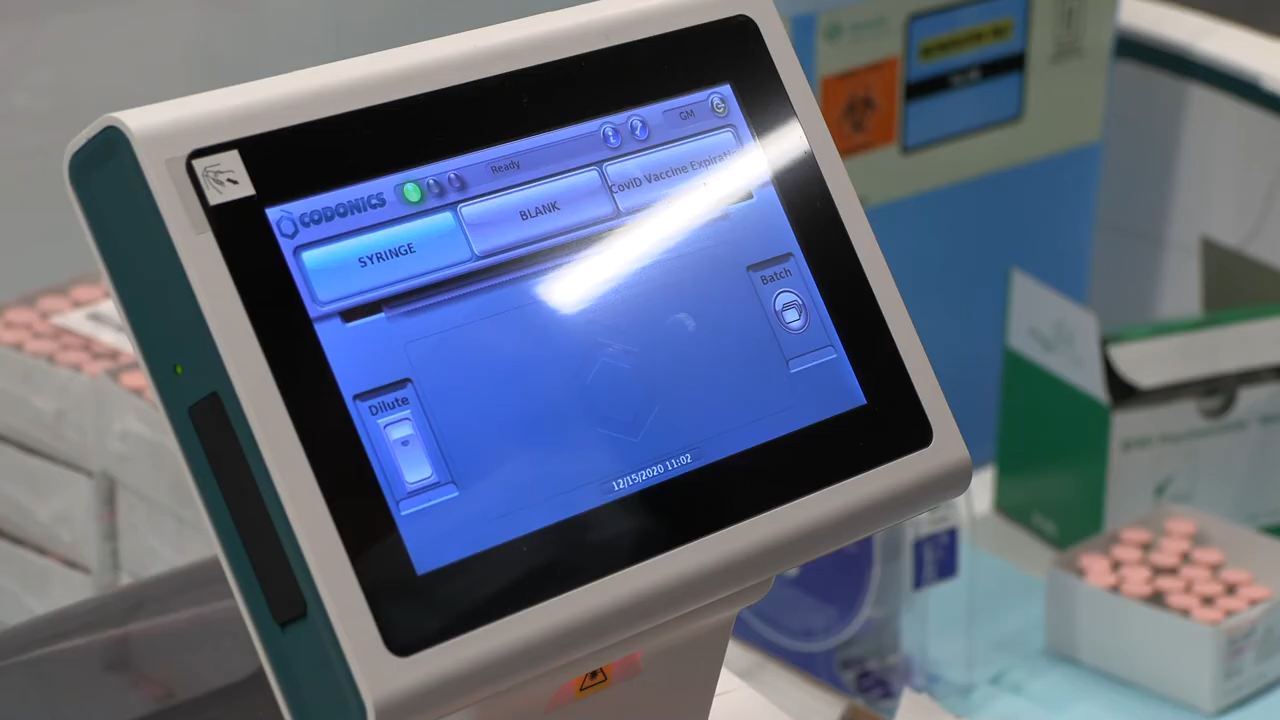 GM
Ready
CODONICS
SYRINGE
BLANK
CovID Vaccine Expirati
Batch
Dilute
12/15/2020 11:02